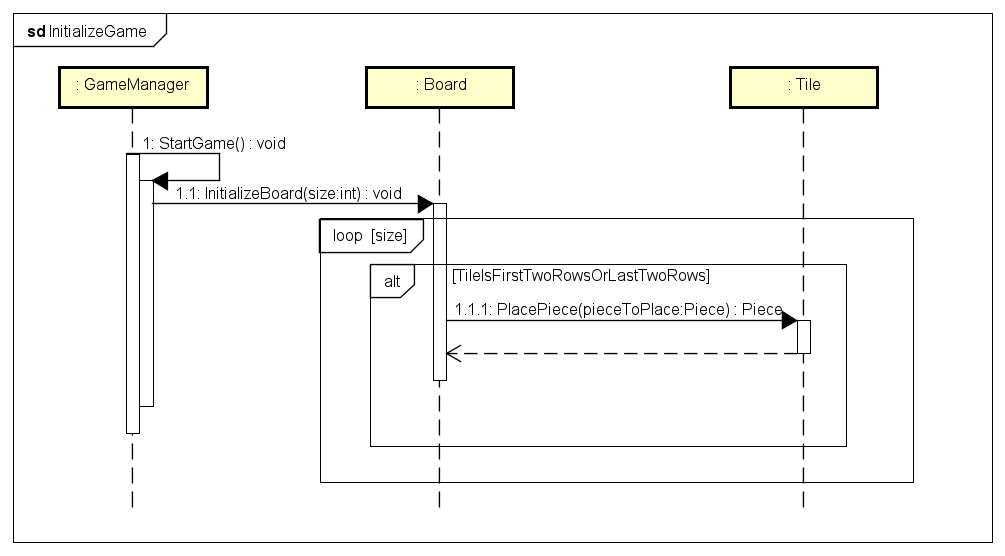 sd InitializeGame
: GameManager
: Board
: Tile
1: StartGame() : void
1.1: InitializeBoard(size:int) : void
loop [size]
alt
[TileIsFirstTwoRowsOrLastTwoRows]
1.1.1: PlacePiece(pieceToPlace:Piece) : Piece